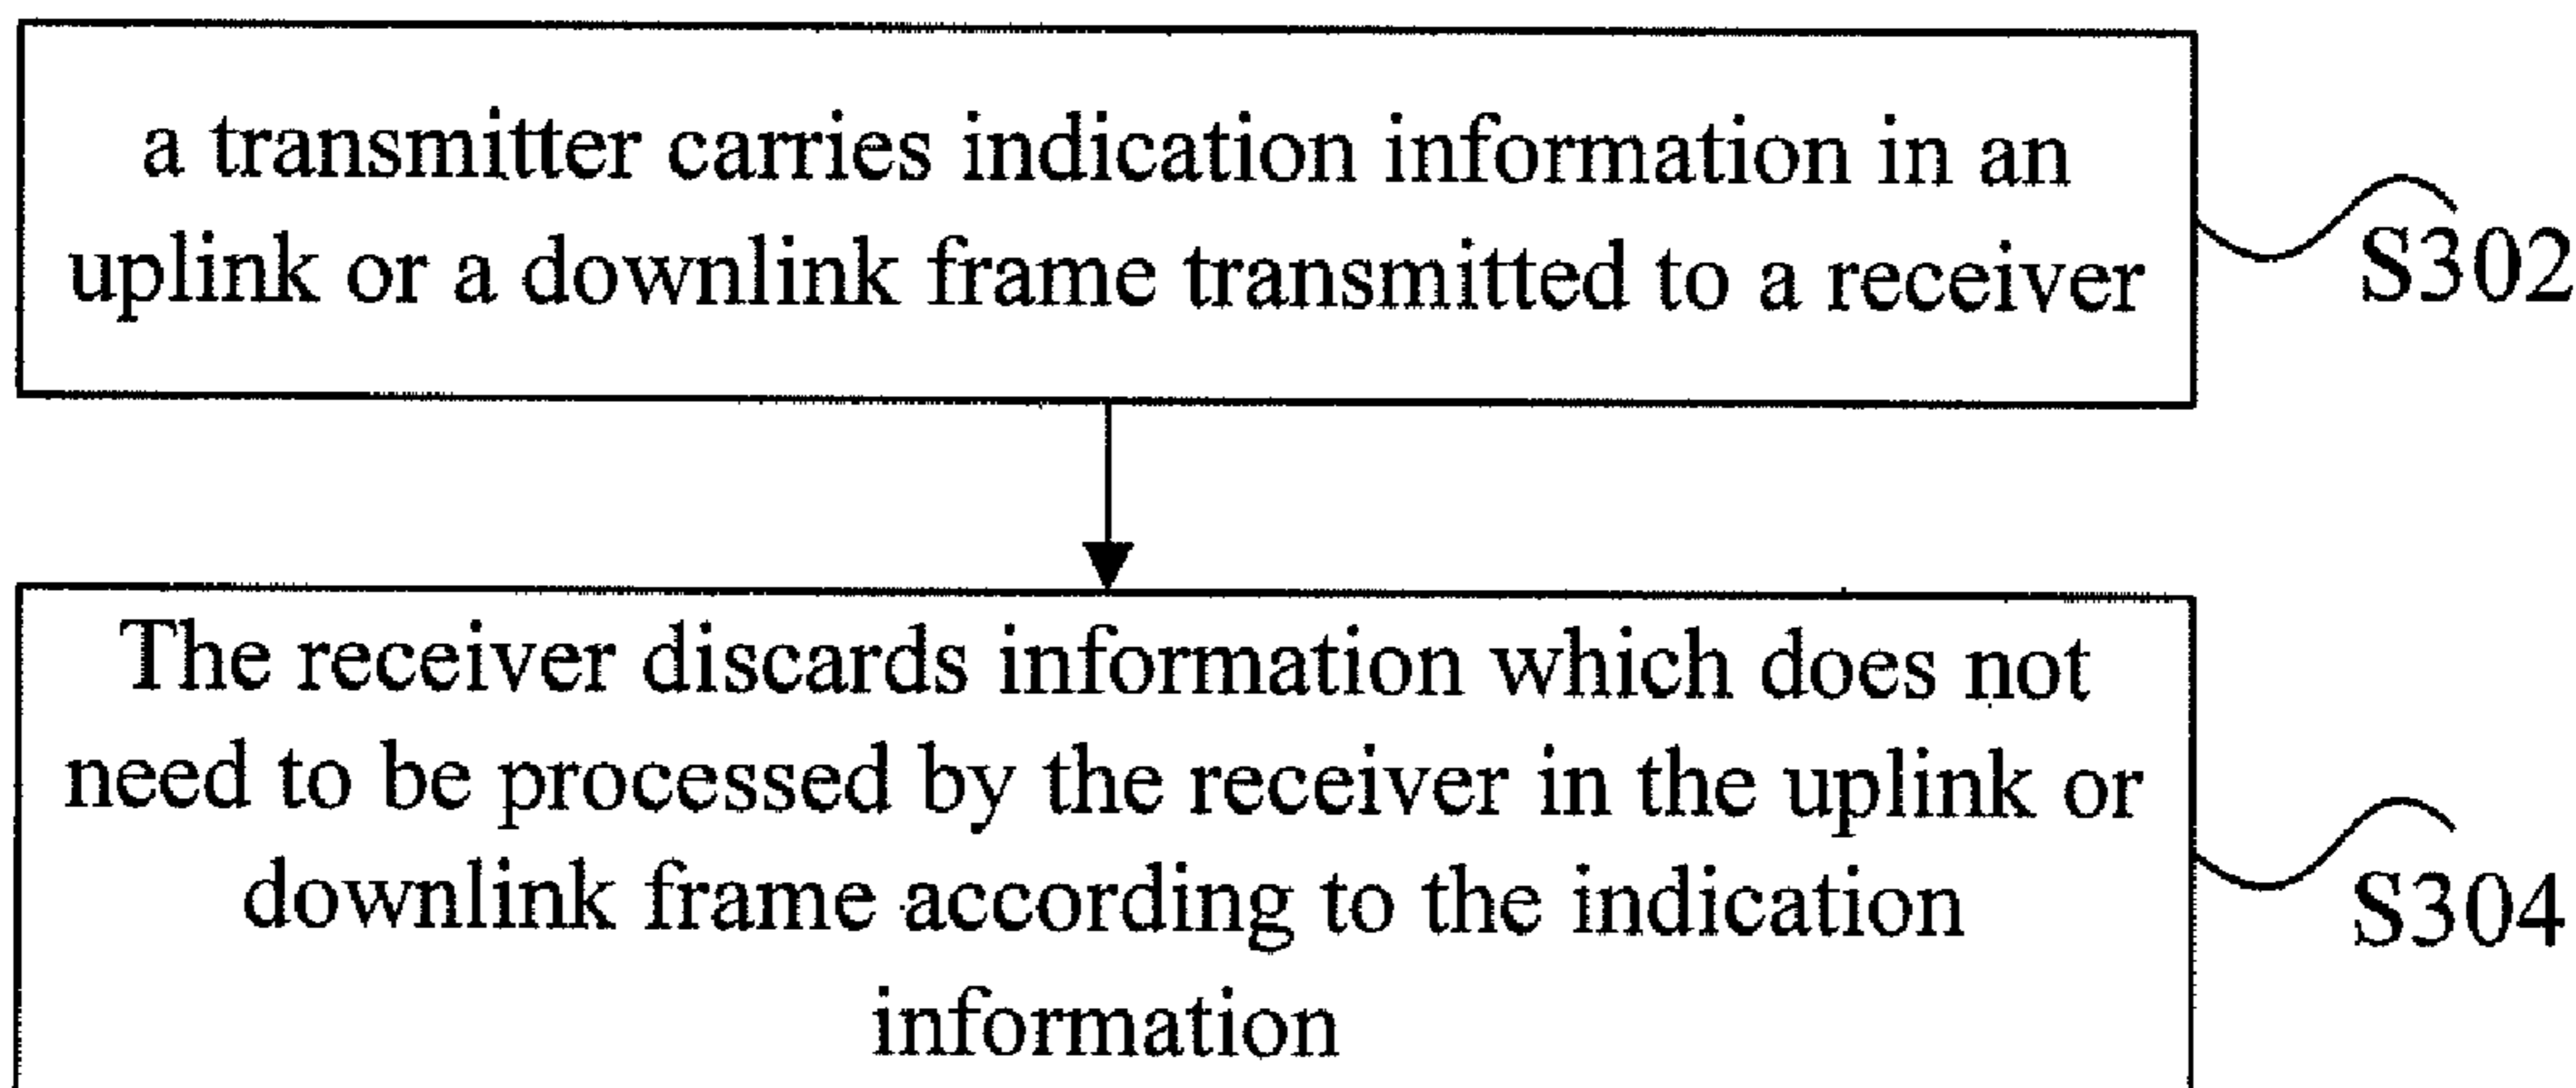 a transmitter carries indication information in an
uplink or a downlink frame transmitted to a receiver
S302
The receiver discards information which does not
need to be processed by the receiver in the uplink or
downlink frame according to the indication
information
S304